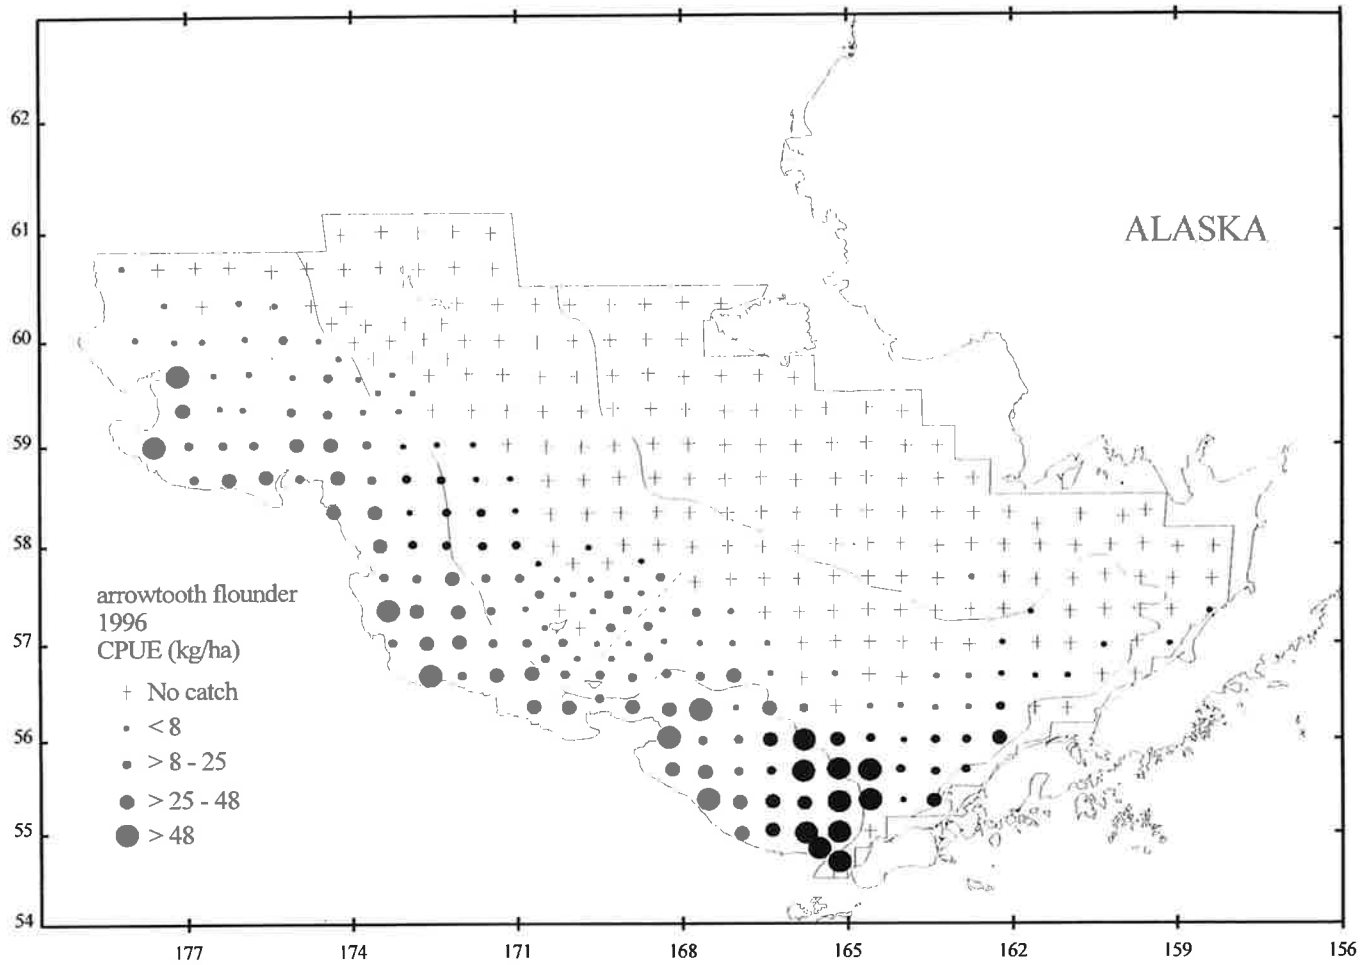 62
61
60
59
58
57
56
55
54
ALASKA
arrowtooth flounder
1996
CPUE (kg/ha)
+ No catch
< 8
> 8 - 25
> 25 - 48
> 48
177 174 171 168 165 162 159 156